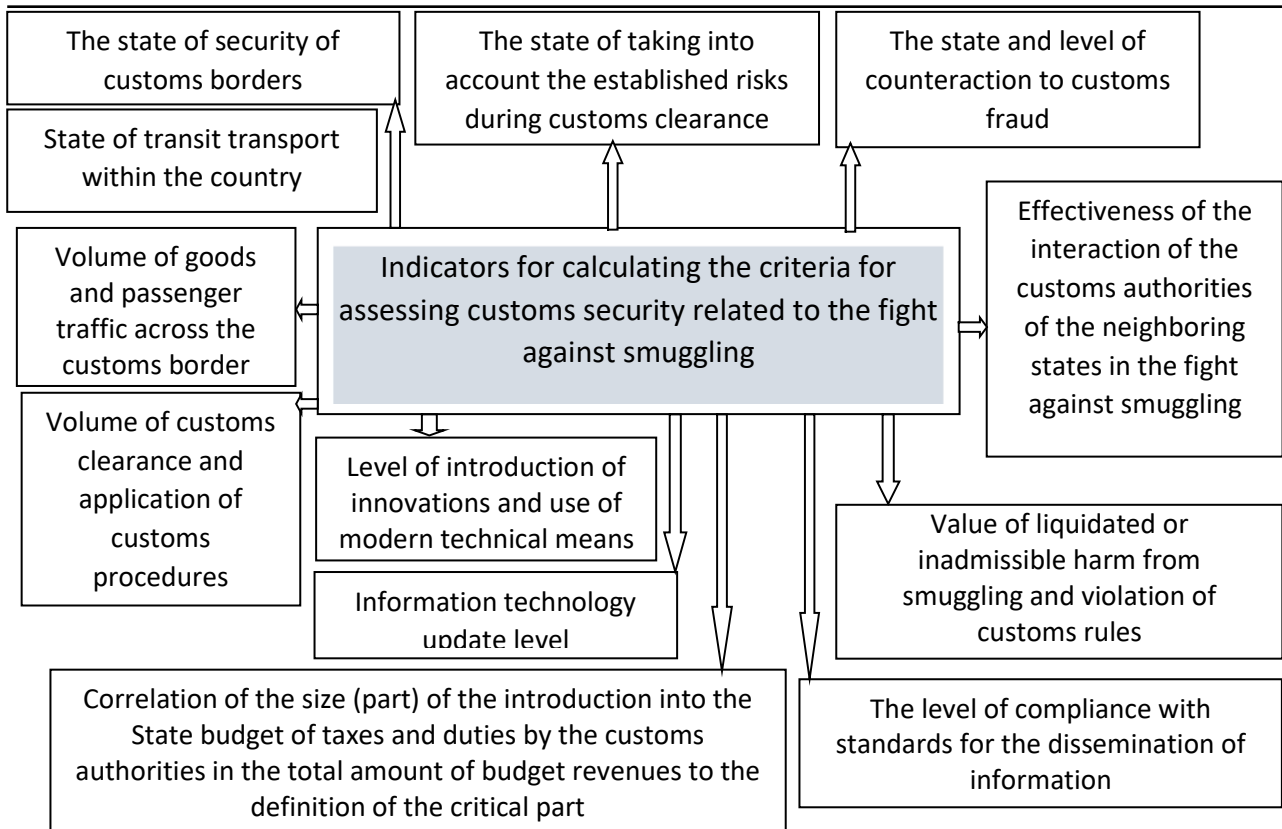 The state of security of
customs borders
The state of taking into
account the established risks
during customs clearance
The state and level of
counteraction to customs
fraud
State of transit transport
within the country
Effectiveness of the
interaction of the
customs authorities
of the neighboring
states in the fight
against smuggling
Volume of goods
and passenger
traffic across the
customs border
Indicators for calculating the criteria for
assessing customs security related to the fight
against smuggling
Volume of customs
clearance and
application of
customs
procedures
Level of introduction of
innovations and use of
modern technical means
Value of liquidated or
inadmissible harm from
smuggling and violation of
customs rules
Information technology
update level
Correlation of the size (part) of the introduction into the
State budget of taxes and duties by the customs
authorities in the total amount of budget revenues to the
definition of the critical part
The level of compliance with
standards for the dissemination of
information